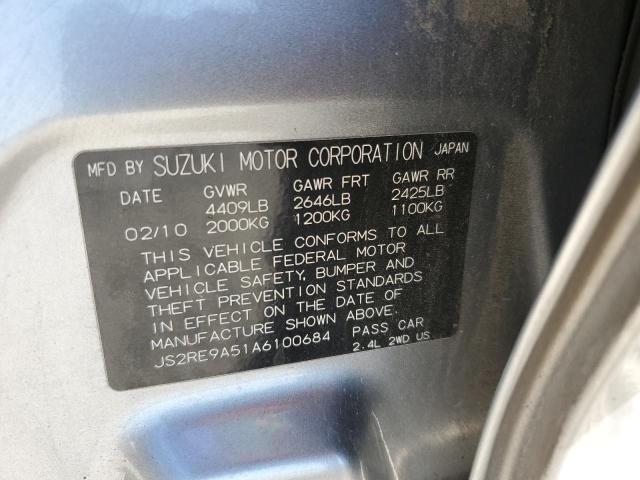 MFD BY SUZUKI MOTOR CORPORATION JAPAN
DATE GVWR GAWR FRT GAWR RR
4409LB 2646LB 2425LB
02/10 2000KG 1200KG 1100KG
THIS VEHICLE CONFORMS TO ALL
APPLICABLE FEDERAL MOTOR
VEHICLE SAFETY, BUMPER AND
THEFT PREVENTION STANDARDS
IN EFFECT ON THE DATE OF
MANUFACTURE SHOWN ABOVE.
JS2RE9A51A6100684 PASS CAR
2.4L 2WD US